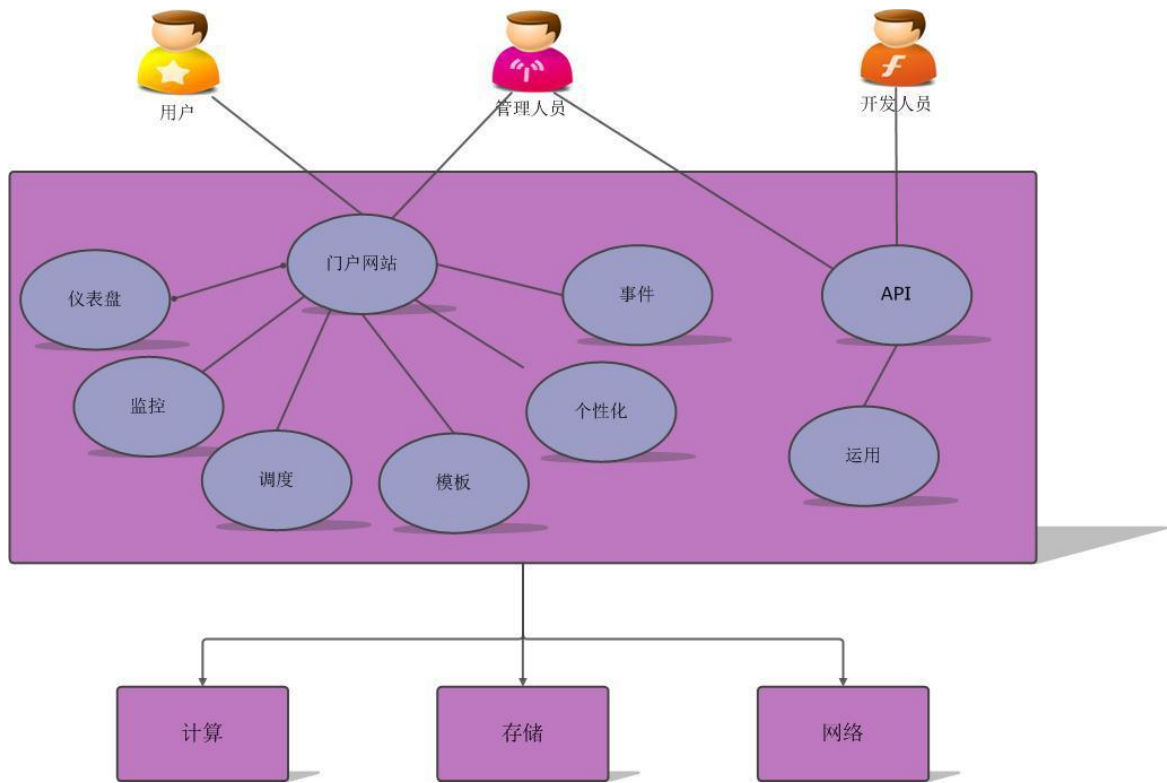 用户
管理人员
开发人员
门户网站
仪表盘
事件
API
监控
个性化
调度
模板
运用
计算
存储
网络